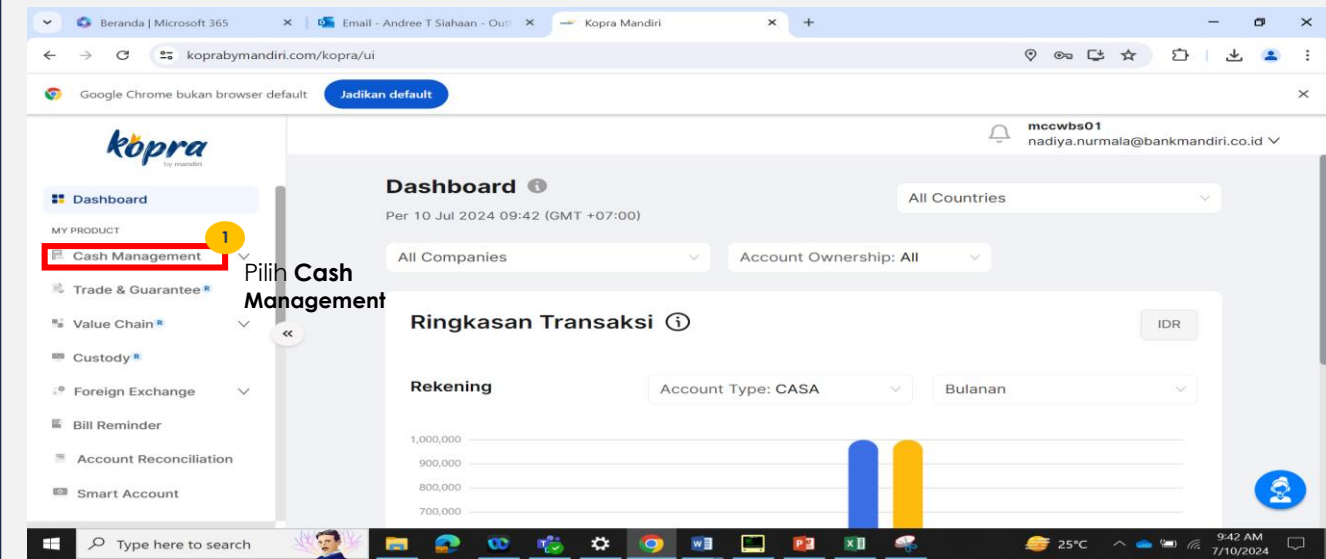 Beranda | Microsoft 365
Email - Andree T Siahaan - Outl
Kopra Mandiri
koprabymandiri.com/kopra/ui
Google Chrome bukan browser default
Jadikan default
kopra
by mandiri
mccwbs01
nadiya.nurmala@bankmandiri.co.id
Dashboard
MY PRODUCT
1
Cash Management
Pilih Cash
Management
Trade & Guarantee R
Value Chain R
Custody R
Foreign Exchange
Bill Reminder
Account Reconciliation
Smart Account
Dashboard
Per 10 Jul 2024 09:42 (GMT +07:00)
All Countries
All Companies
Account Ownership: All
Ringkasan Transaksi
IDR
Rekening
Account Type: CASA
Bulanan
1,000,000
900,000
800,000
700,000
Type here to search
25°C
9:42 AM
7/10/2024